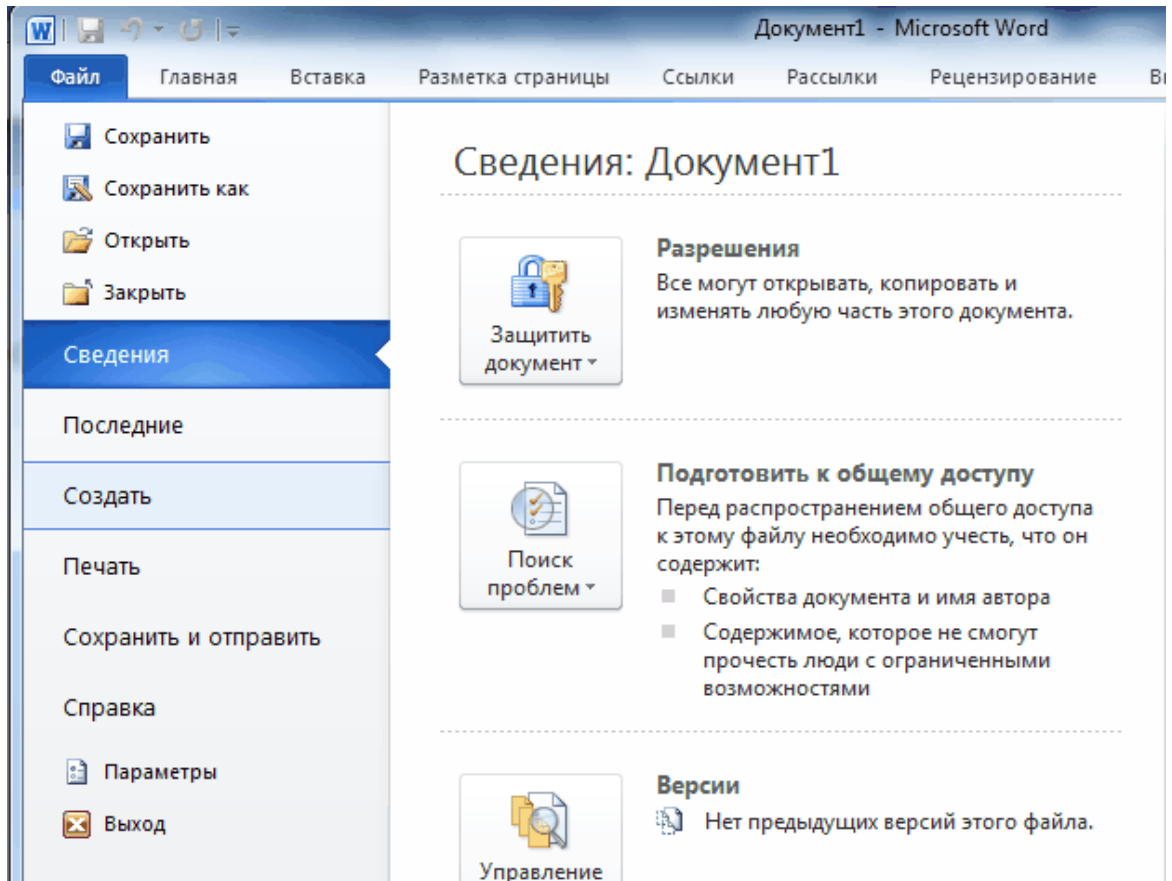 Документ1 - Microsoft Word
Файл Главная Вставка Разметка страницы Ссылки Рассылки Рецензирование
Сохранить
Сохранить как
Открыть
Закрыть
Сведения
Последние
Создать
Печать
Сохранить и отправить
Справка
Параметры
Выход
Сведения: Документ1
Защитить
документ
Разрешения
Все могут открывать, копировать и
изменять любую часть этого документа.
Поиск
проблем
Подготовить к общему доступу
Перед распространением общего доступа
к этому файлу необходимо учесть, что он
содержит:
Свойства документа и имя автора
Содержимое, которое не смогут
прочесть люди с ограниченными
возможностями
Управление
Версии
Нет предыдущих версий этого файла.